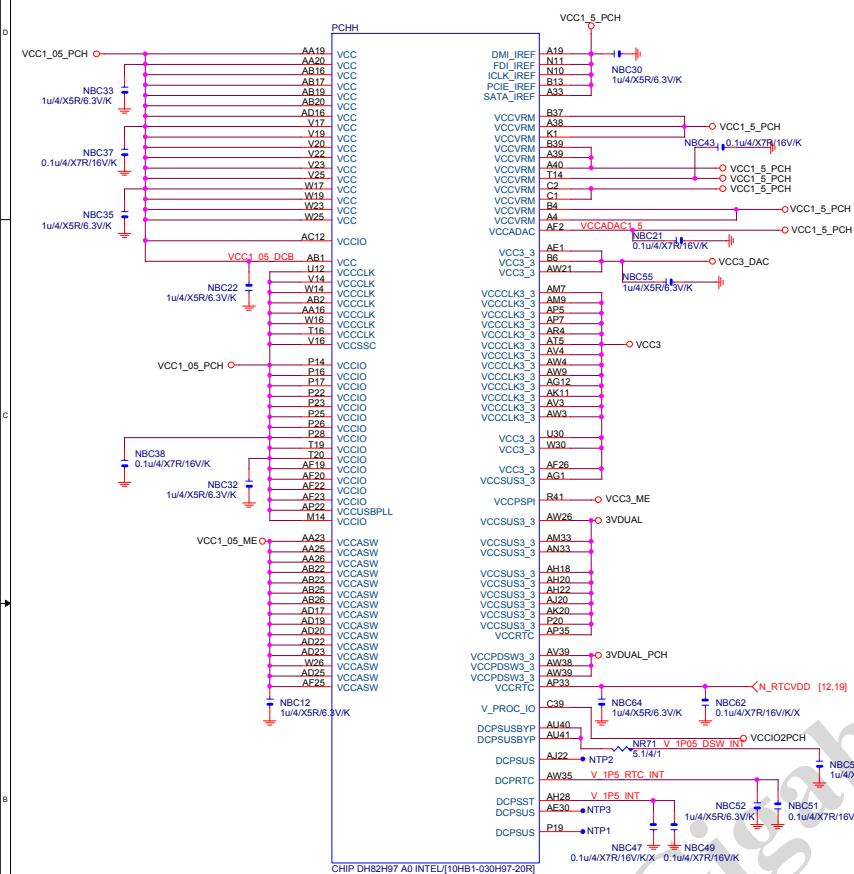 VCC1_5_PCH
D
PCHH
VCC1_05_PCH
AA19 VCC
AA20 VCC
AB16 VCC
AB17 VCC
AB19 VCC
AB20 VCC
AD16 VCC
V17 VCC
V19 VCC
V20 VCC
V22 VCC
V23 VCC
V25 VCC
W17 VCC
W19 VCC
W23 VCC
W25 VCC
AC12 VCCIO
VCC1_05_DCB AB1 VCC
U12 VCCCLK
V14 VCCCLK
W14 VCCCLK
AB2 VCCCLK
AA16 VCCCLK
W16 VCCCLK
T16 VCCCLK
V16 VCCSSC
NBC33
1u/4/X5R/6.3V/K
NBC37
0.1u/4/X7R/16V/K
NBC35
1u/4/X5R/6.3V/K
NBC22
1u/4/X5R/6.3V/K
C
VCC1_05_PCH
P14 VCCIO
P16 VCCIO
P17 VCCIO
P22 VCCIO
P23 VCCIO
P25 VCCIO
P26 VCCIO
P28 VCCIO
T19 VCCIO
T20 VCCIO
AF19 VCCIO
AF20 VCCIO
AF22 VCCIO
AF23 VCCIO
AP22 VCCUSBPLL
M14 VCCIO
NBC38
0.1u/4/X7R/16V/K
NBC32
1u/4/X5R/6.3V/K
VCC1_05_ME
AA23 VCCASW
AA25 VCCASW
AA26 VCCASW
AB22 VCCASW
AB23 VCCASW
AB25 VCCASW
AB26 VCCASW
AD17 VCCASW
AD19 VCCASW
AD20 VCCASW
AD22 VCCASW
AD23 VCCASW
W26 VCCASW
AD25 VCCASW
AF25 VCCASW
NBC12
1u/4/X5R/6.3V/K
B
DMI_IREF A19
FDI_IREF N11
ICLK_IREF N10
PCIE_IREF B13
SATA_IREF A33
NBC30
1u/4/X5R/6.3V/K
VCCVRM B37
VCCVRM A38
VCCVRM K1
VCCVRM B39
VCCVRM A39
VCCVRM A40
VCCVRM T14
VCCVRM C2
VCCVRM C1
VCCVRM B4
VCCVRM A4
VCCADAC AF2 VCCADAC1_5
VCC1_5_PCH
NBC43 0.1u/4/X7R/16V/K
VCC1_5_PCH
VCC1_5_PCH
VCC1_5_PCH
VCC1_5_PCH
VCC1_5_PCH
NBC21
0.1u/4/X7R/16V/K
VCC3_3 AE1
VCC3_3 B6
VCC3_3 AW21
VCC3_DAC
NBC55
1u/4/X5R/6.3V/K
VCCCLK3_3 AM7
VCCCLK3_3 AM9
VCCCLK3_3 AP5
VCCCLK3_3 AP7
VCCCLK3_3 AR4
VCCCLK3_3 AT5
VCCCLK3_3 AV4
VCCCLK3_3 AW4
VCCCLK3_3 AW9
VCCCLK3_3 AG12
VCCCLK3_3 AK11
VCCCLK3_3 AV3
VCCCLK3_3 AW3
VCC3
VCC3_3 U30
VCC3_3 W30
VCC3_3 AF26
VCCSUS3_3 AG1
VCCPSPI R41 VCC3_ME
VCCSUS3_3 AW26 3VDUAL
VCCSUS3_3 AM33
VCCSUS3_3 AN33
VCCSUS3_3 AH18
VCCSUS3_3 AH20
VCCSUS3_3 AH22
VCCSUS3_3 AJ20
VCCSUS3_3 AK20
VCCSUS3_3 P20
VCCRTC AP35
VCCPDSW3_3 AV39 3VDUAL_PCH
VCCPDSW3_3 AW38
VCCPDSW3_3 AW39
VCCRTC AP33 N_RTCVDD [12,19]
NBC64
1u/4/X5R/6.3V/K
NBC62
0.1u/4/X7R/16V/K/X
V_PROC_IO C39
VCCIO2PCH
DCPSUSBYP AU40
DCPSUSBYP AU41
NR71 V_1P05_DSW_INT
5.1/4/1
DCPSUS AJ22 NTP2
DCPRTC AW35 V_1P5_RTC_INT
NBC52
1u/4/X5R/6.3V/K
NBC51
0.1u/4/X7R/16V
DCPSST AH28 V_1P5_INT
DCPSUS AE30 NTP3
DCPSUS P19 NTP1
NBC47
0.1u/4/X7R/16V/K/X
NBC49
0.1u/4/X7R/16V/K
CHIP DH82H97 A0 INTEL/[10HB1-030H97-20R]